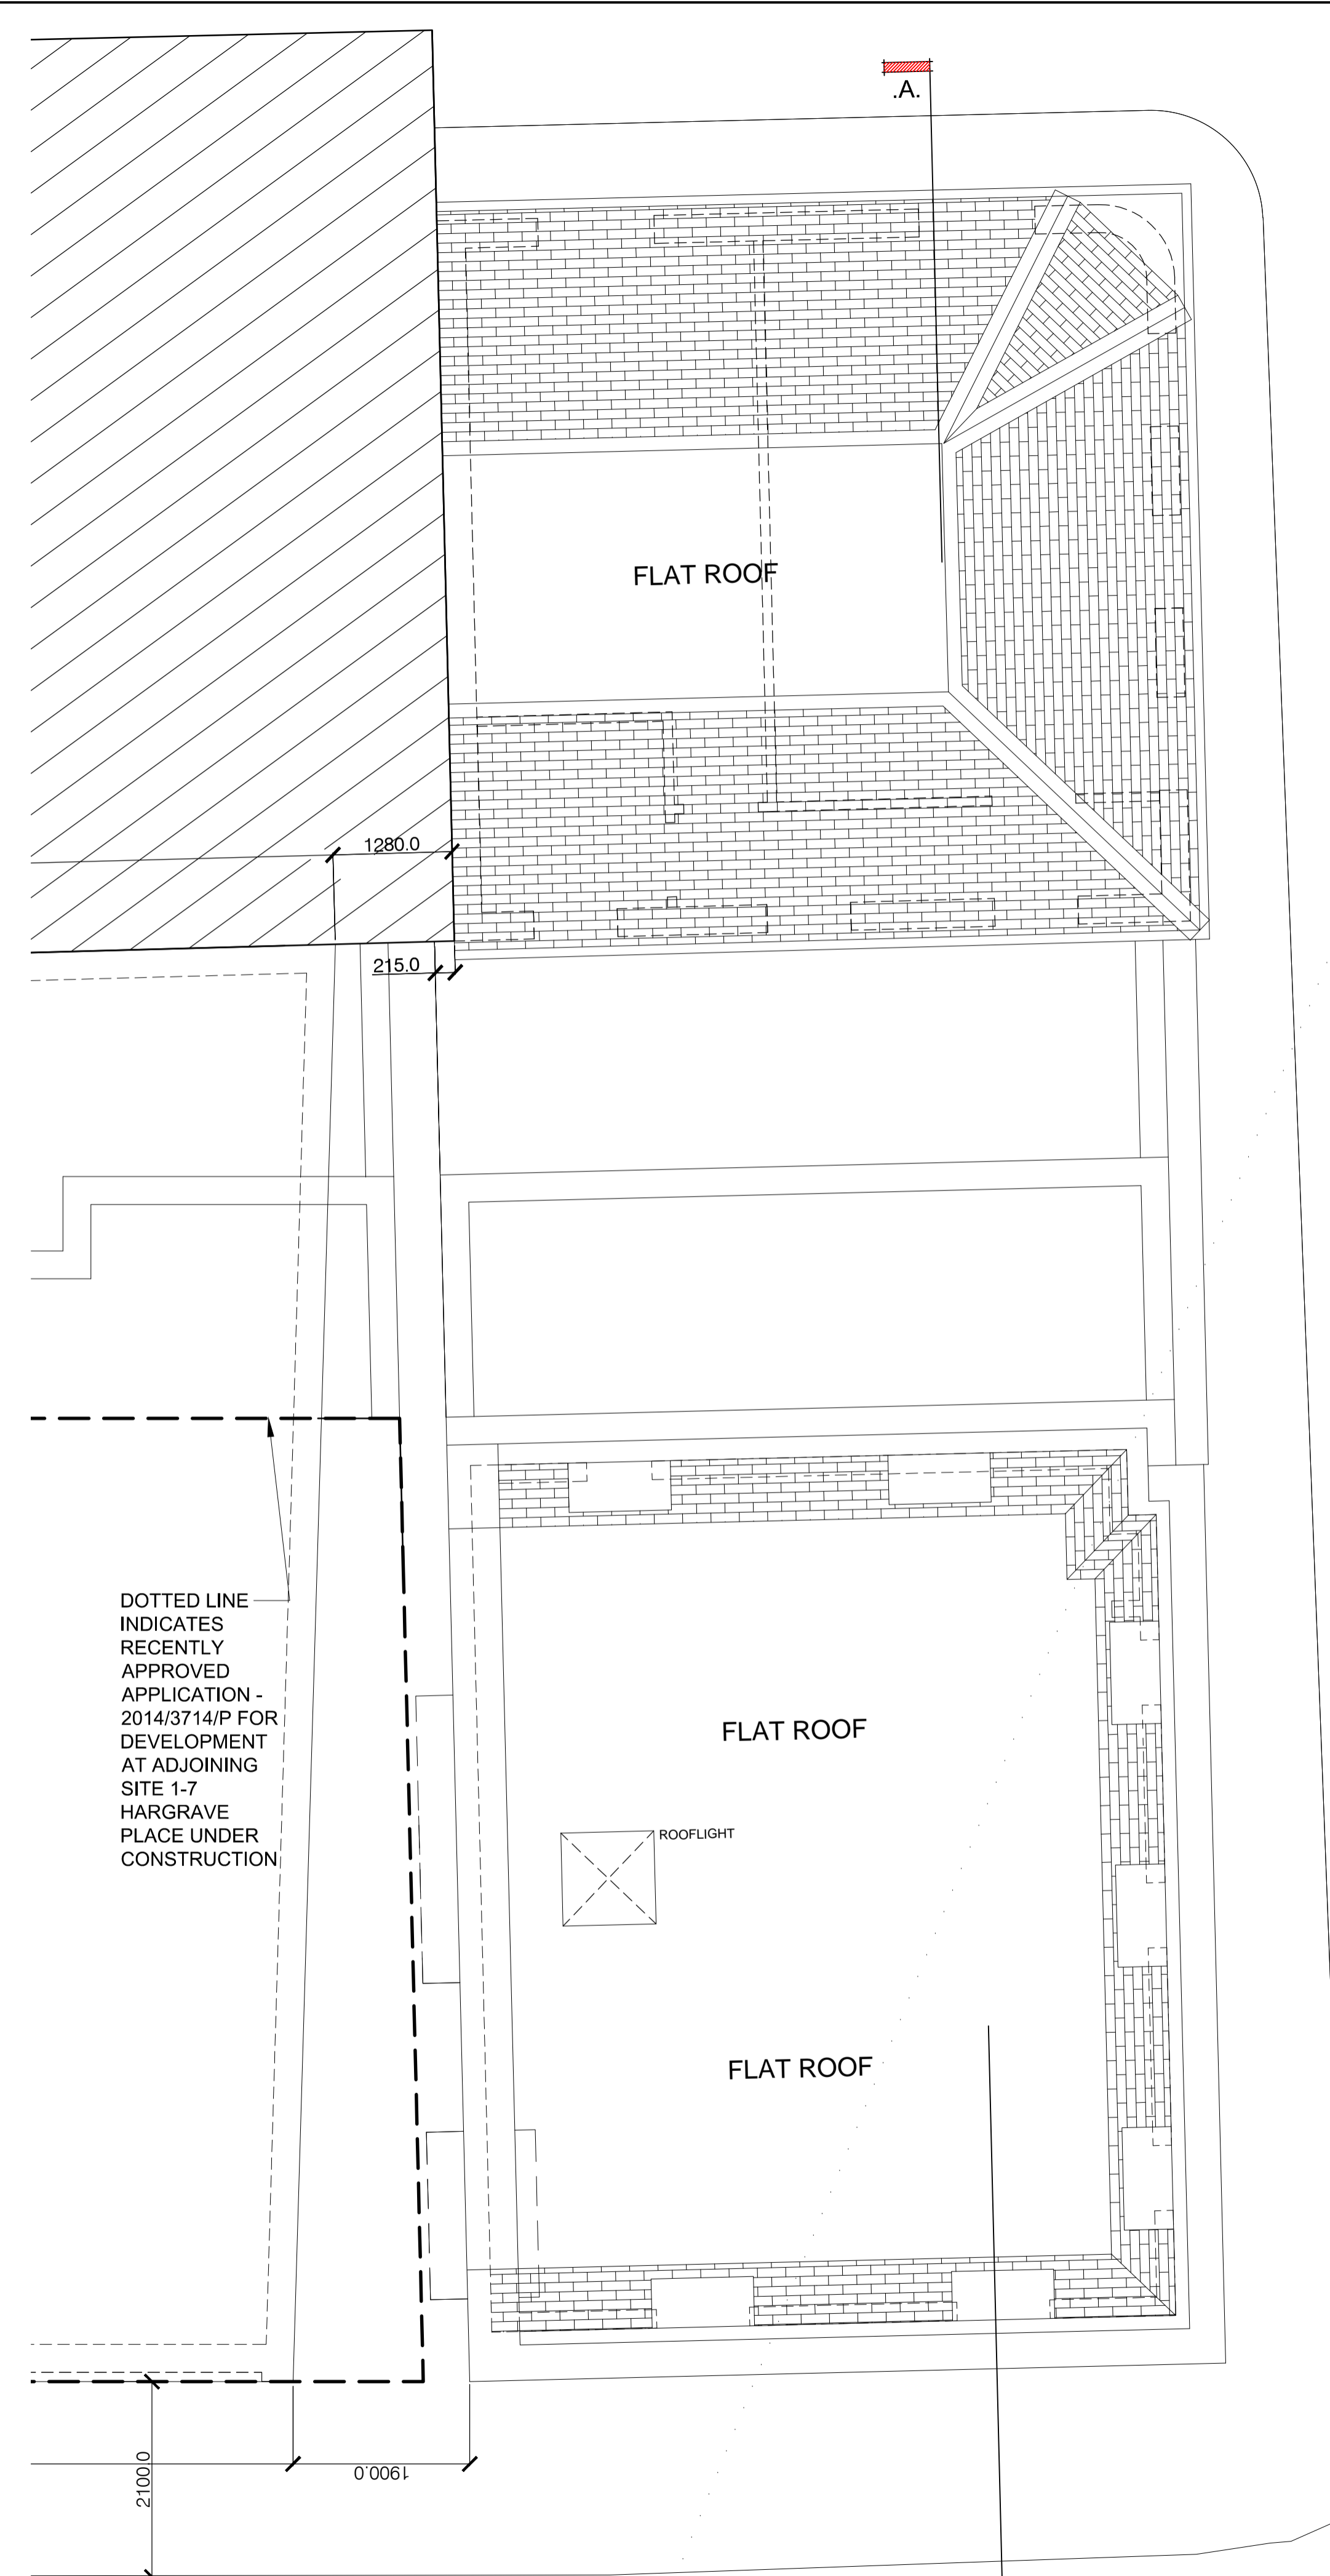 .A.
FLAT ROOF
1280.0
215.0
DOTTED LINE
INDICATES
RECENTLY
APPROVED
APPLICATION -
2014/3714/P FOR
DEVELOPMENT
AT ADJOINING
SITE 1-7
HARGRAVE
PLACE UNDER
CONSTRUCTION
FLAT ROOF
ROOFLIGHT
FLAT ROOF
2100.0
1900.0